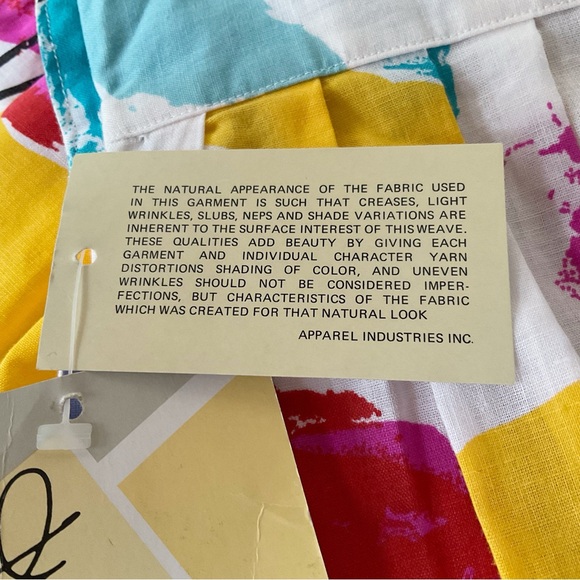 THE NATURAL APPEARANCE OF THE FABRIC USED
IN THIS GARMENT IS SUCH THAT CREASES, LIGHT
WRINKLES, SLUBS, NEPS AND SHADE VARIATIONS ARE
INHERENT TO THE SURFACE INTEREST OF THIS WEAVE.
THESE QUALITIES ADD BEAUTY BY GIVING EACH
GARMENT AND INDIVIDUAL CHARACTER YARN
DISTORTIONS SHADING OF COLOR, AND UNEVEN
WRINKLES SHOULD NOT BE CONSIDERED IMPER-
FECTIONS, BUT CHARACTERISTICS OF THE FABRIC
WHICH WAS CREATED FOR THAT NATURAL LOOK
APPAREL INDUSTRIES INC.